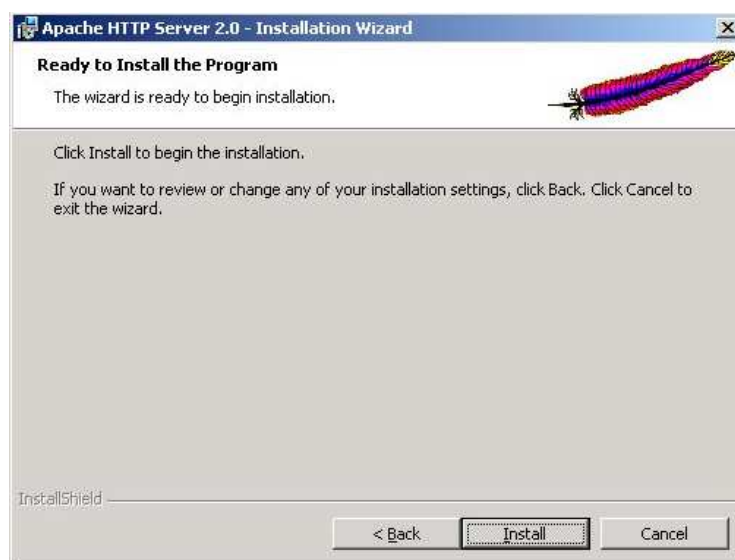 Apache HTTP Server 2.0 - Installation Wizard
Ready to Install the Program
The wizard is ready to begin installation.
Click Install to begin the installation.
If you want to review or change any of your installation settings, click Back. Click Cancel to
exit the wizard.
InstallShield
< Back Install Cancel